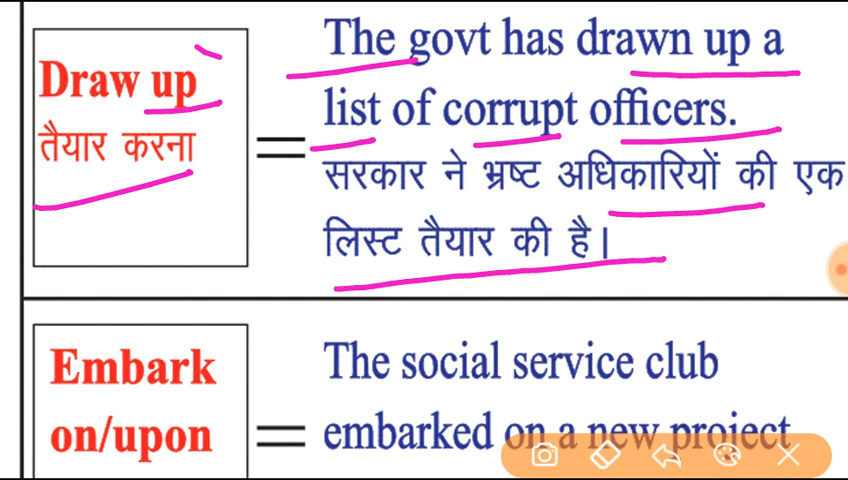 Draw up
तैयार करना
=
The govt has drawn up a
list of corrupt officers.
सरकार ने भ्रष्ट अधिकारियों की एक
लिस्ट तैयार की है।
Embark
on/upon
=
The social service club
embarked on a new project